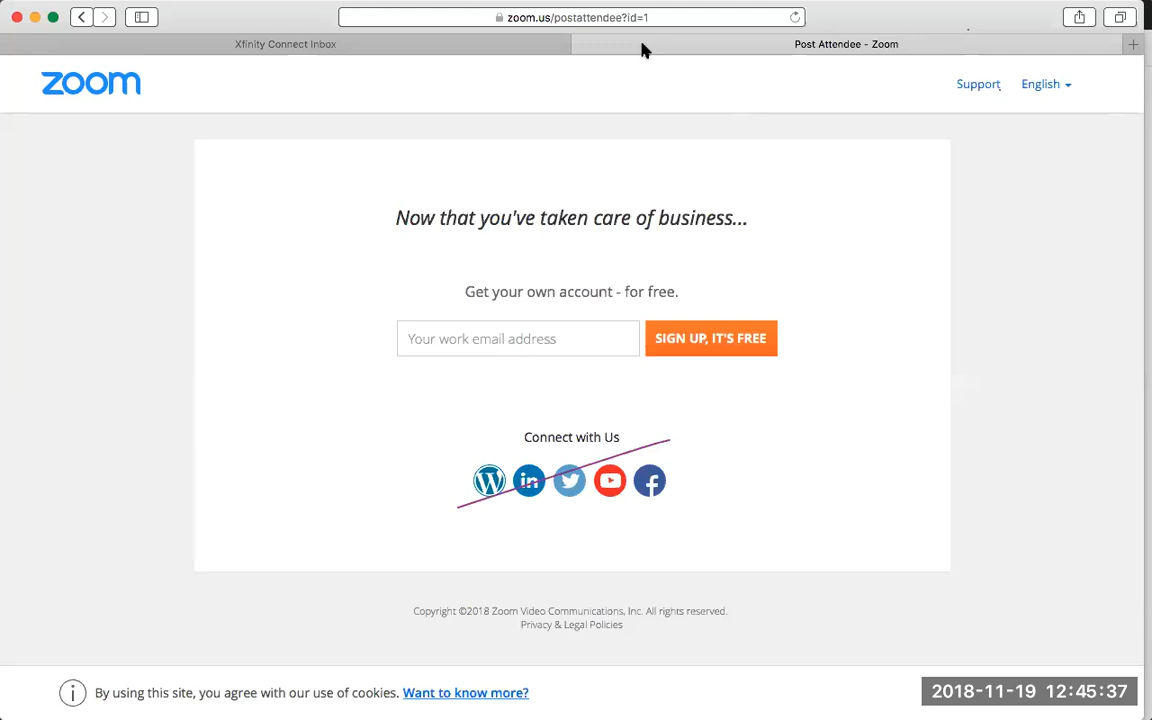 zoom.us/postattendee?id=1
Xfinity Connect Inbox
Post Attendee - Zoom
zoom
Support
English
Now that you've taken care of business...
Get your own account - for free.
Your work email address
SIGN UP, IT'S FREE
Connect with Us
Copyright ©2018 Zoom Video Communications, Inc. All rights reserved.
Privacy & Legal Policies
By using this site, you agree with our use of cookies. Want to know more?
2018-11-19 12:45:37